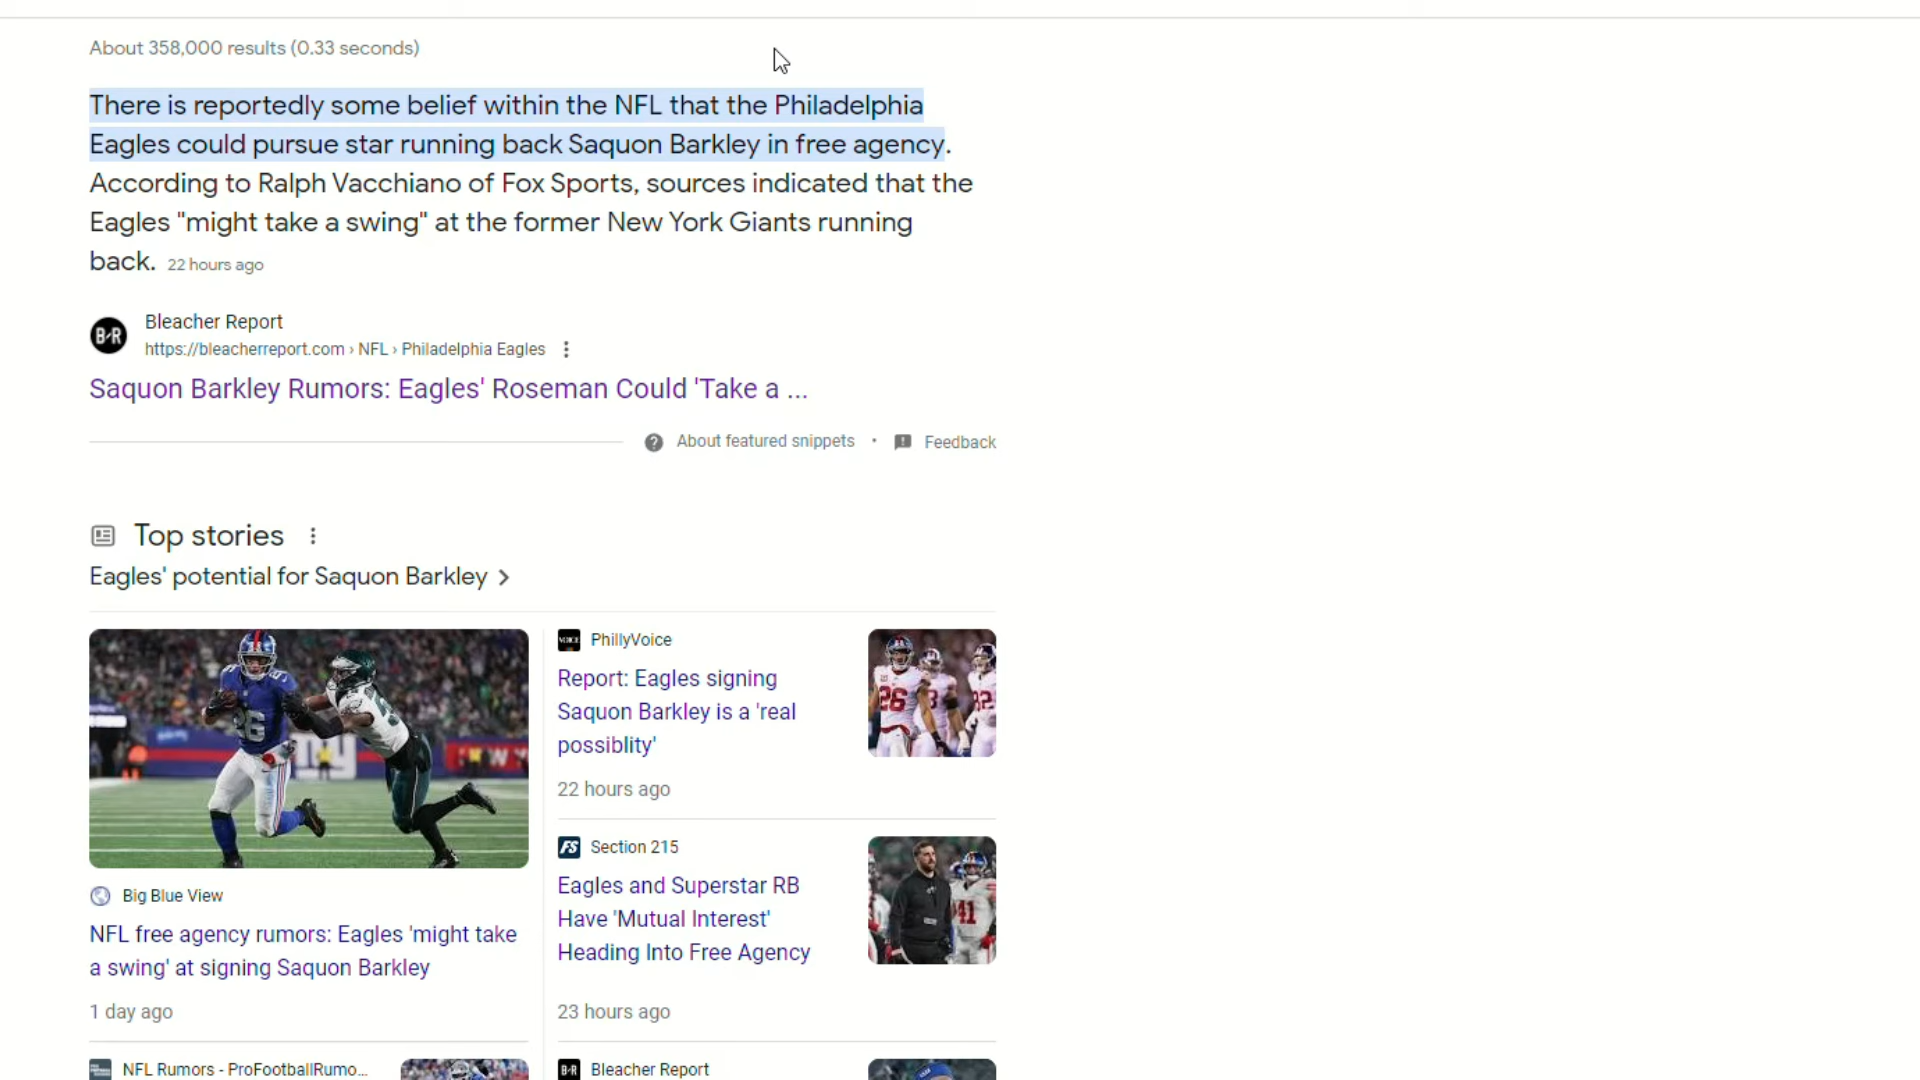 About 358,000 results (0.33 seconds)
There is reportedly some belief within the NFL that the Philadelphia
Eagles could pursue star running back Saquon Barkley in free agency.
According to Ralph Vacchiano of Fox Sports, sources indicated that the
Eagles "might take a swing" at the former New York Giants running
back. 22 hours ago
B/R
Bleacher Report
https://bleacherreport.com › NFL › Philadelphia Eagles
Saquon Barkley Rumors: Eagles' Roseman Could 'Take a ...
About featured snippets • Feedback
Top stories
Eagles' potential for Saquon Barkley
26
Big Blue View
NFL free agency rumors: Eagles 'might take
a swing' at signing Saquon Barkley
1 day ago
NFL Rumors - ProFootballRumo...
VOICE PhillyVoice
Report: Eagles signing
Saquon Barkley is a 'real
possiblity'
22 hours ago
26
82
FS Section 215
Eagles and Superstar RB
Have 'Mutual Interest'
Heading Into Free Agency
23 hours ago
41
B/R Bleacher Report